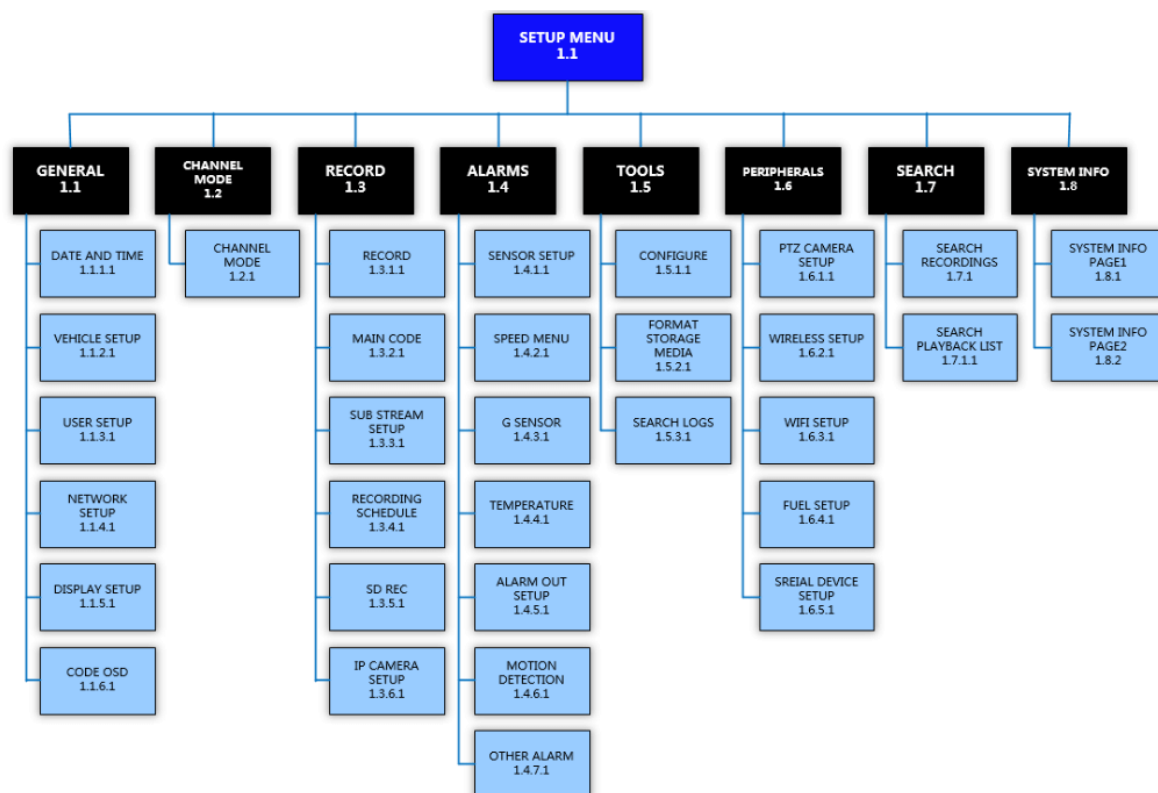 SETUP MENU
1.1
GENERAL
1.1
CHANNEL
MODE
1.2
RECORD
1.3
ALARMS
1.4
TOOLS
1.5
PERIPHERALS
1.6
SEARCH
1.7
SYSTEM INFO
1.8
DATE AND TIME
1.1.1.1
VEHICLE SETUP
1.1.2.1
USER SETUP
1.1.3.1
NETWORK
SETUP
1.1.4.1
DISPLAY SETUP
1.1.5.1
CODE OSD
1.1.6.1
CHANNEL
MODE
1.2.1
RECORD
1.3.1.1
MAIN CODE
1.3.2.1
SUB STREAM
SETUP
1.3.3.1
RECORDING
SCHEDULE
1.3.4.1
SD REC
1.3.5.1
IP CAMERA
SETUP
1.3.6.1
SENSOR SETUP
1.4.1.1
SPEED MENU
1.4.2.1
G SENSOR
1.4.3.1
TEMPERATURE
1.4.4.1
ALARM OUT
SETUP
1.4.5.1
MOTION
DETECTION
1.4.6.1
OTHER ALARM
1.4.7.1
CONFIGURE
1.5.1.1
FORMAT
STORAGE
MEDIA
1.5.2.1
SEARCH LOGS
1.5.3.1
PTZ CAMERA
SETUP
1.6.1.1
WIRELESS SETUP
1.6.2.1
WIFI SETUP
1.6.3.1
FUEL SETUP
1.6.4.1
SREIAL DEVICE
SETUP
1.6.5.1
SEARCH
RECORDINGS
1.7.1
SEARCH
PLAYBACK LIST
1.7.1.1
SYSTEM INFO
PAGE1
1.8.1
SYSTEM INFO
PAGE2
1.8.2